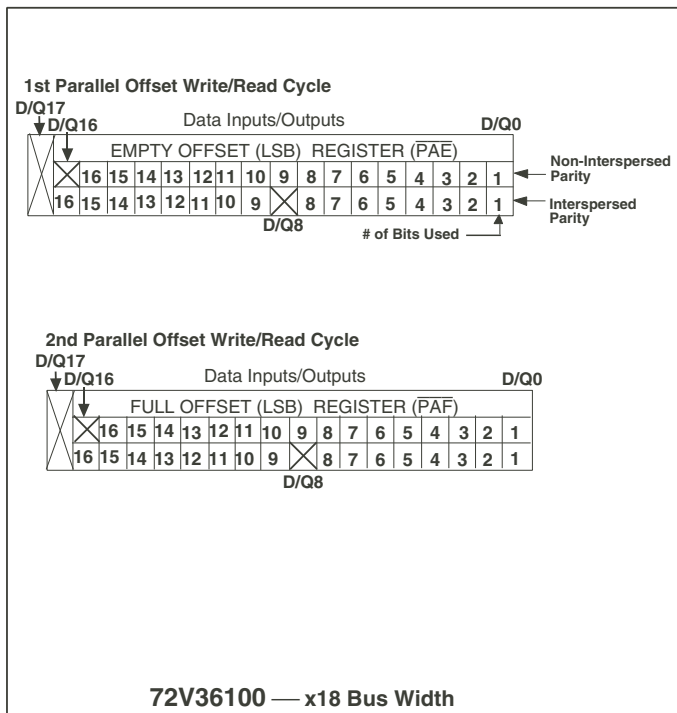 1st Parallel Offset Write/Read Cycle
D/Q17
D/Q16
Data Inputs/Outputs
D/Q0
EMPTY OFFSET (LSB) REGISTER (PAE)
16 15 14 13 12 11 10 9 8 7 6 5 4 3 2 1
Non-Interspersed Parity
16 15 14 13 12 11 10 9 8 7 6 5 4 3 2 1
Interspersed Parity
D/Q8
# of Bits Used
2nd Parallel Offset Write/Read Cycle
D/Q17
D/Q16
Data Inputs/Outputs
D/Q0
FULL OFFSET (LSB) REGISTER (PAF)
16 15 14 13 12 11 10 9 8 7 6 5 4 3 2 1
16 15 14 13 12 11 10 9 8 7 6 5 4 3 2 1
D/Q8
72V36100 — x18 Bus Width